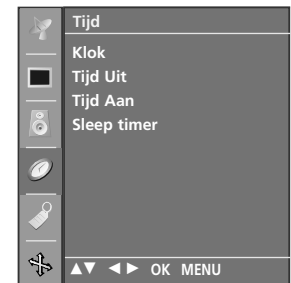 Tijd
Klok
Tijd Uit
Tijd Aan
Sleep timer
▲▼ ◄► OK MENU